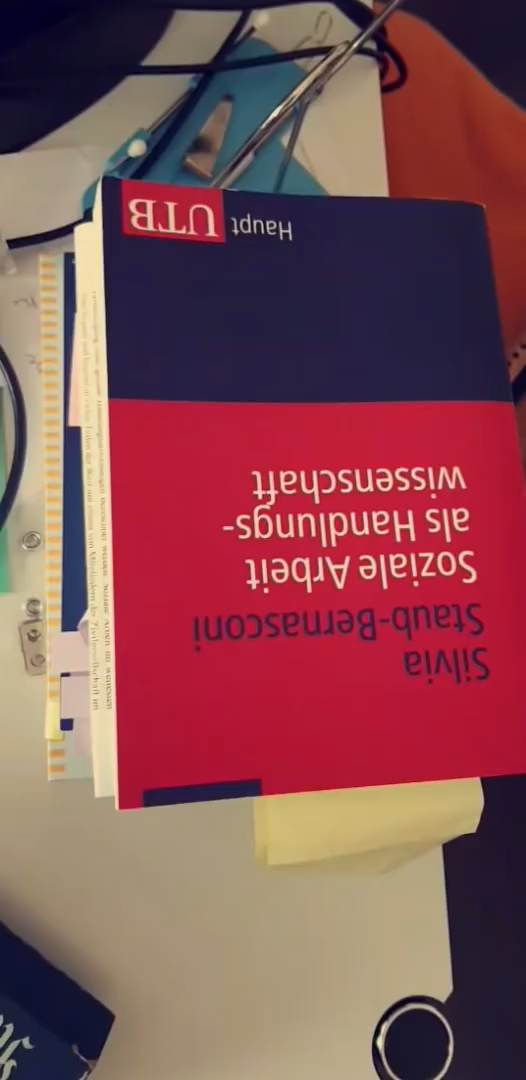 Silvia
Staub-Bernasconi
Soziale Arbeit
als Handlungs-
wissenschaft
Haupt UTB